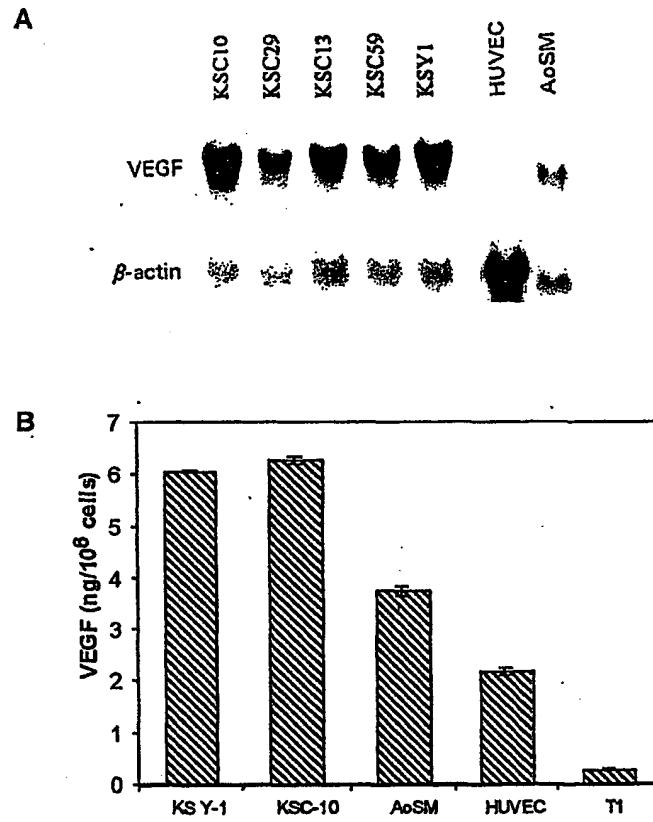 A
KSC10 KSC29 KSC13 KSC59 KSY1 HUVEC AoSM
VEGF
β-actin
B
VEGF (ng/10⁶ cells)
7
6
5
4
3
2
1
0
KS Y-1 KSC-10 AoSM HUVEC T1